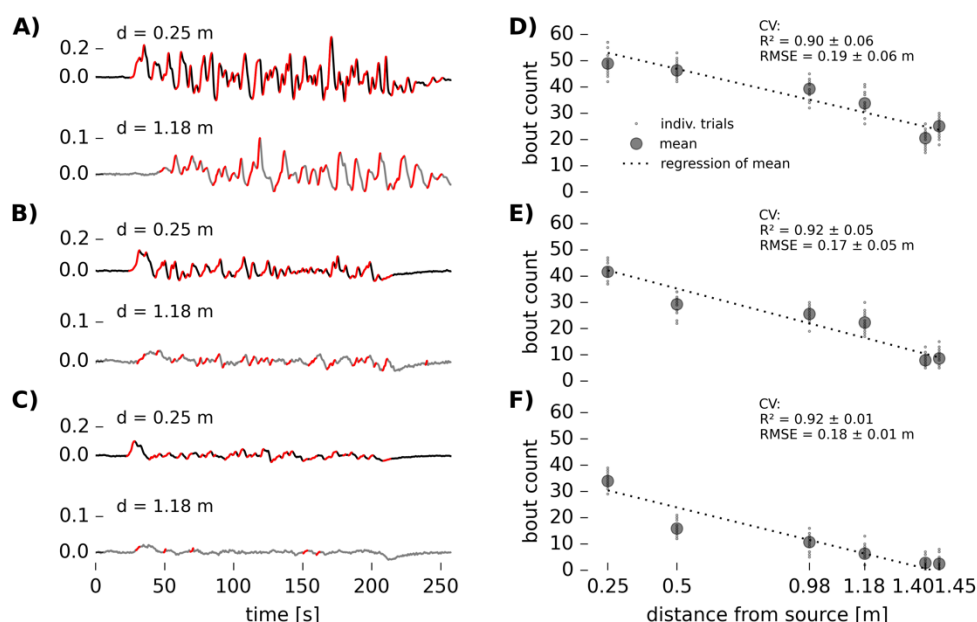 A)
d = 0.25 m
0.2
0.0
d = 1.18 m
0.1
0.0
B)
d = 0.25 m
0.2
0.0
d = 1.18 m
0.1
0.0
C)
d = 0.25 m
0.0
d = 1.18 m
0.1
0.0
0 50 100 150 200 250
time [s]
D)
CV:
R² = 0.90 ± 0.06
RMSE = 0.19 ± 0.06 m
indiv. trials
mean
regression of mean
bout count
60
50
40
30
20
10
0
E)
CV:
R² = 0.92 ± 0.05
RMSE = 0.17 ± 0.05 m
bout count
60
50
40
30
20
10
0
F)
CV:
R² = 0.92 ± 0.01
RMSE = 0.18 ± 0.01 m
bout count
60
50
40
30
20
10
0
0.25 0.5 0.98 1.18 1.40 1.45
distance from source [m]